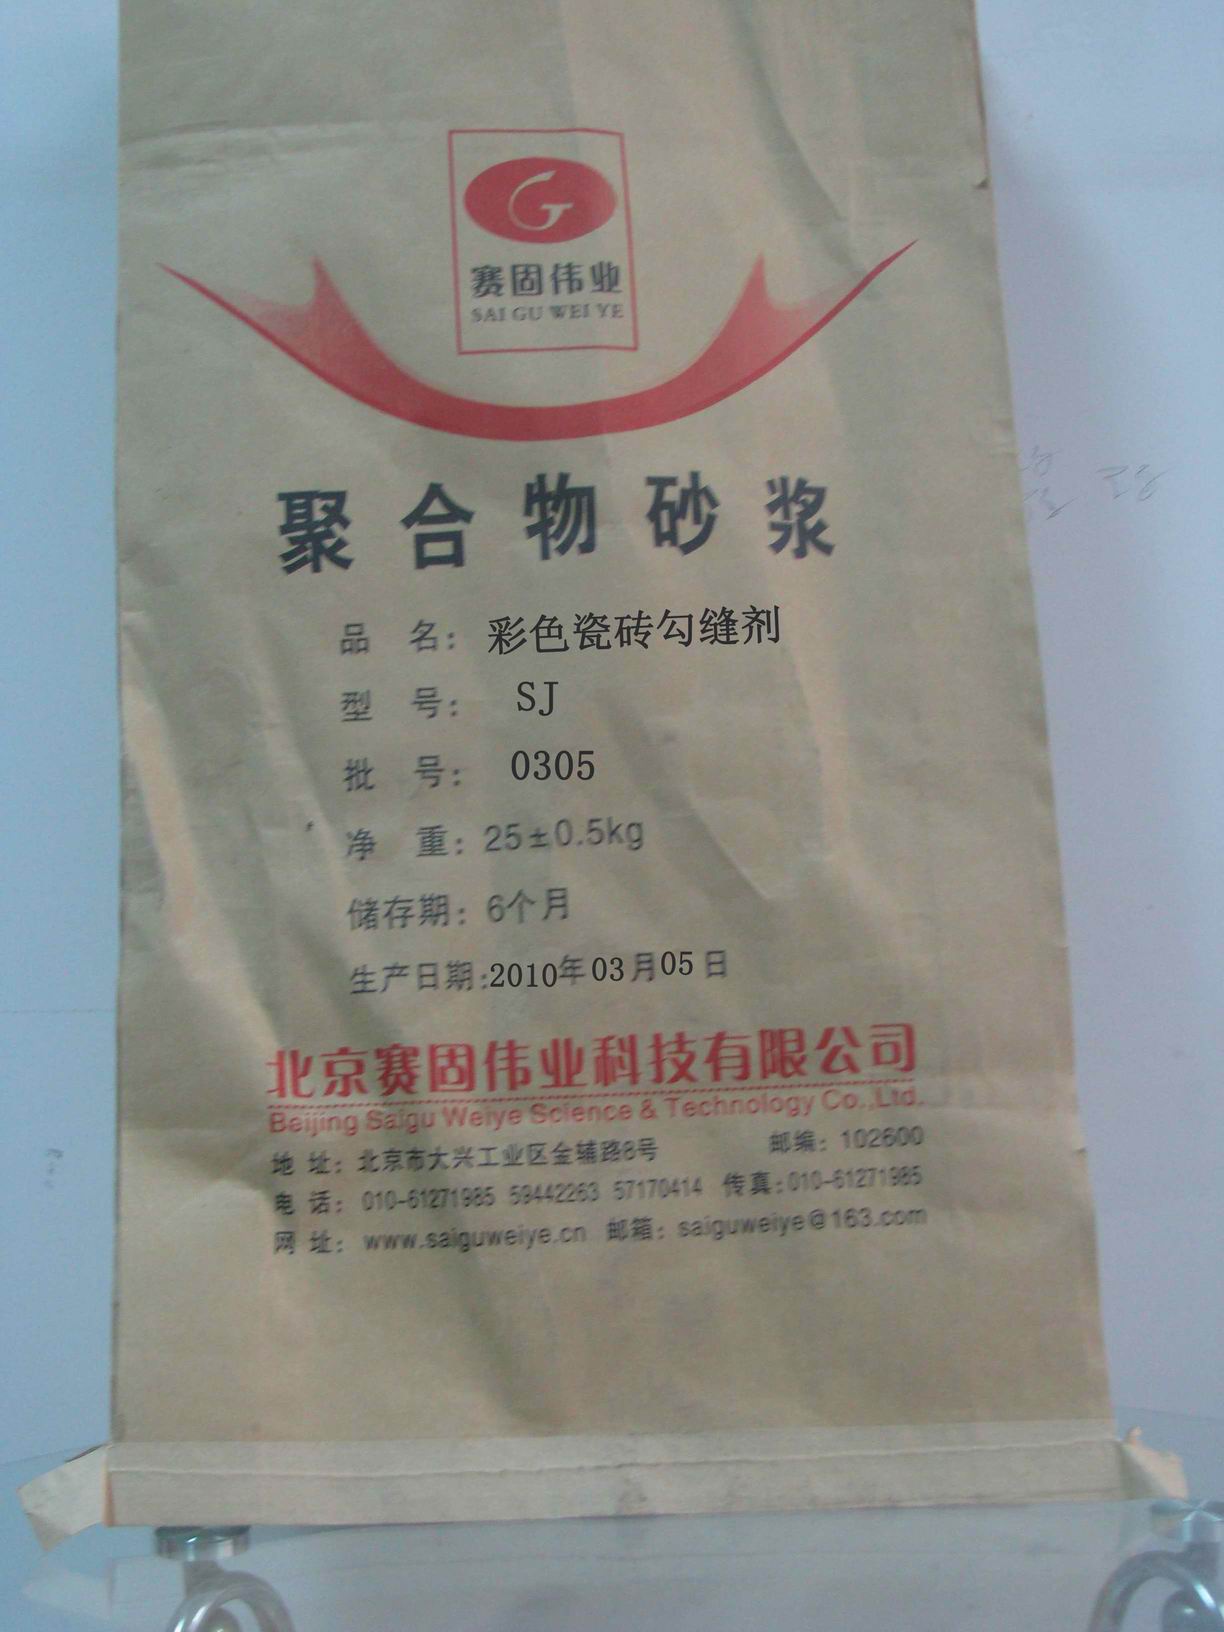 赛固伟业
SAI GU WEI YE
聚合物砂浆
品 名: 彩色瓷砖勾缝剂
型 号: SJ
批 号: 0305
净 重: 25±0.5kg
储存期: 6个月
生产日期:2010年03月05日
北京赛固伟业科技有限公司
Beijing Saigu Weiye Science & Technology Co.,Ltd.
地 址: 北京市大兴工业区金辅路8号 邮编: 102600
电 话: 010-61271985 59442263 57170414 传真:010-61271985
网 址: www.saiguweiye.cn 邮箱: saiguweiye@163.com